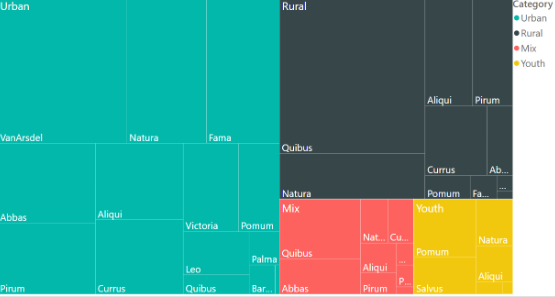 Urban
VanArsdel
Natura
Fama
Abbas
Aliqui
Victoria
Pomum
Pirum
Currus
Leo
Quibus
Palma
Bar...
Rural
Quibus
Natura
Aliqui
Pirum
Currus
Ab...
Pomum
Fa...
...
Mix
Quibus
Abbas
Nat...
Cu...
Aliqui
...
Pirum
P...
Youth
Pomum
Natura
Salvus
Aliqui
Category
Urban
Rural
Mix
Youth